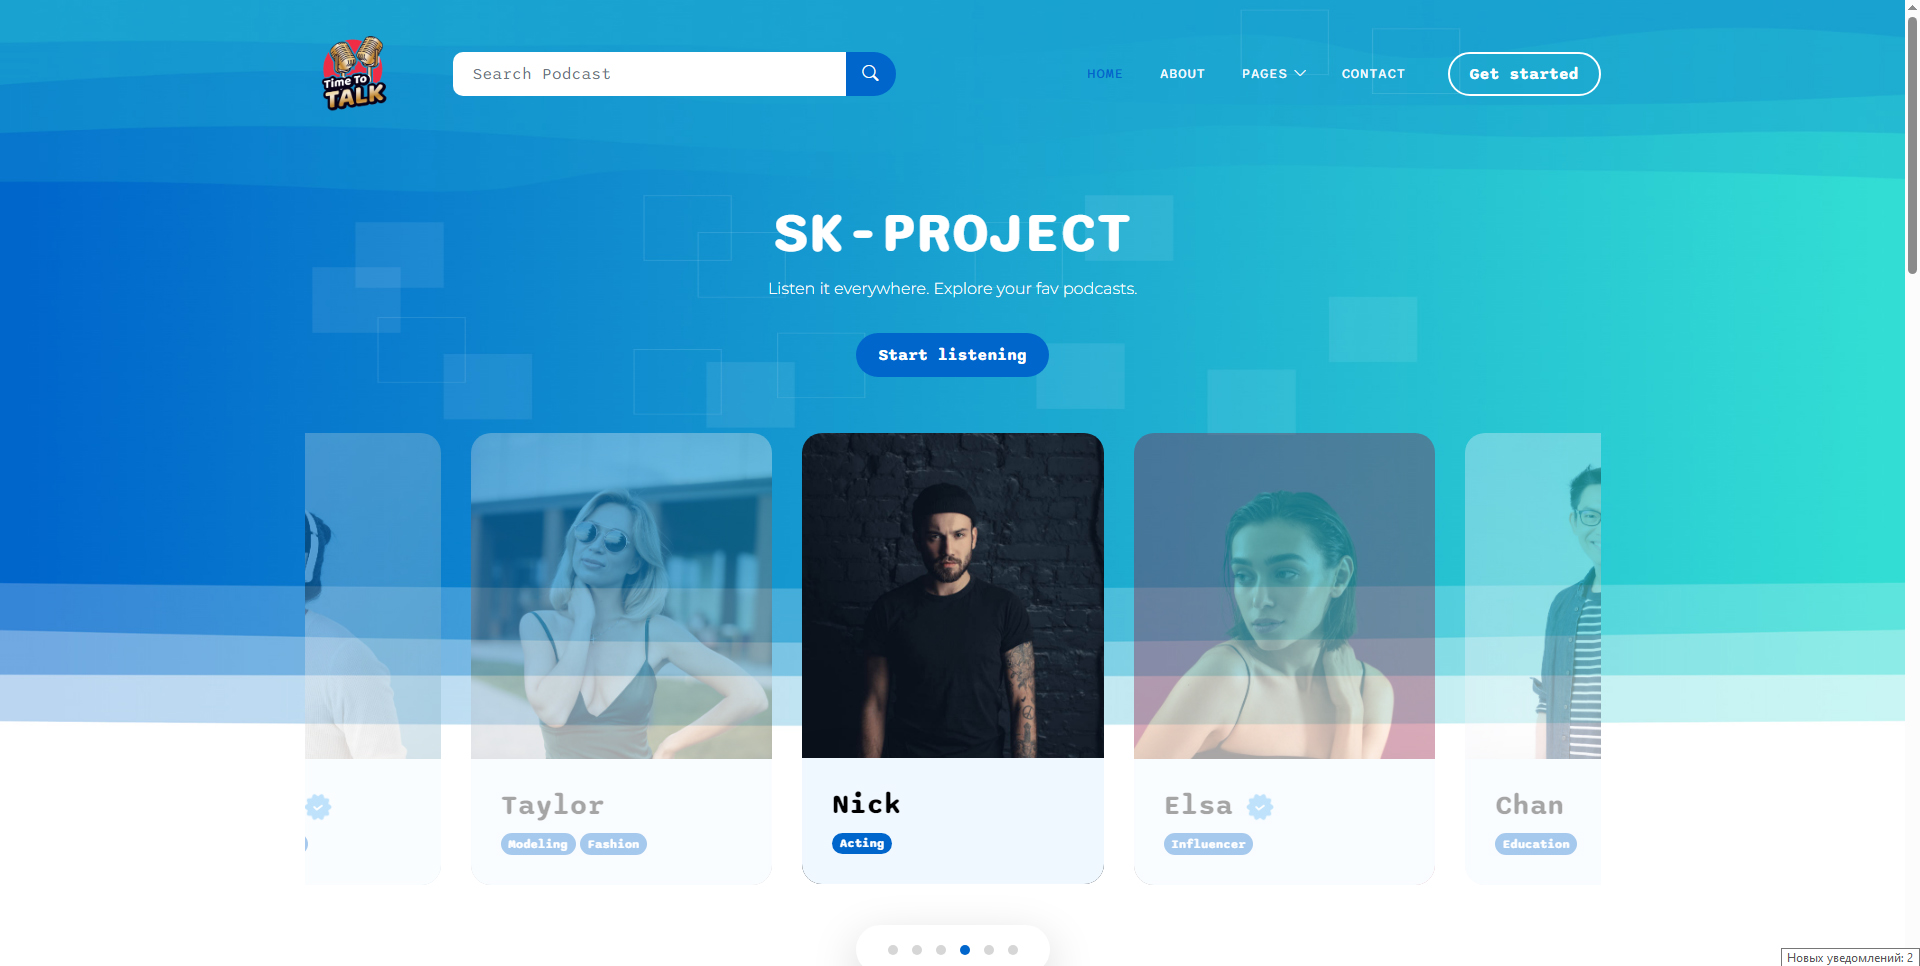 Time To
TALK
Search Podcast
HOME ABOUT PAGES CONTACT Get started
SK-PROJECT
Listen it everywhere. Explore your fav podcasts.
Start listening
Taylor
Modeling Fashion
Nick
Acting
Elsa
Influencer
Chan
Education
Новых уведомлений: 2